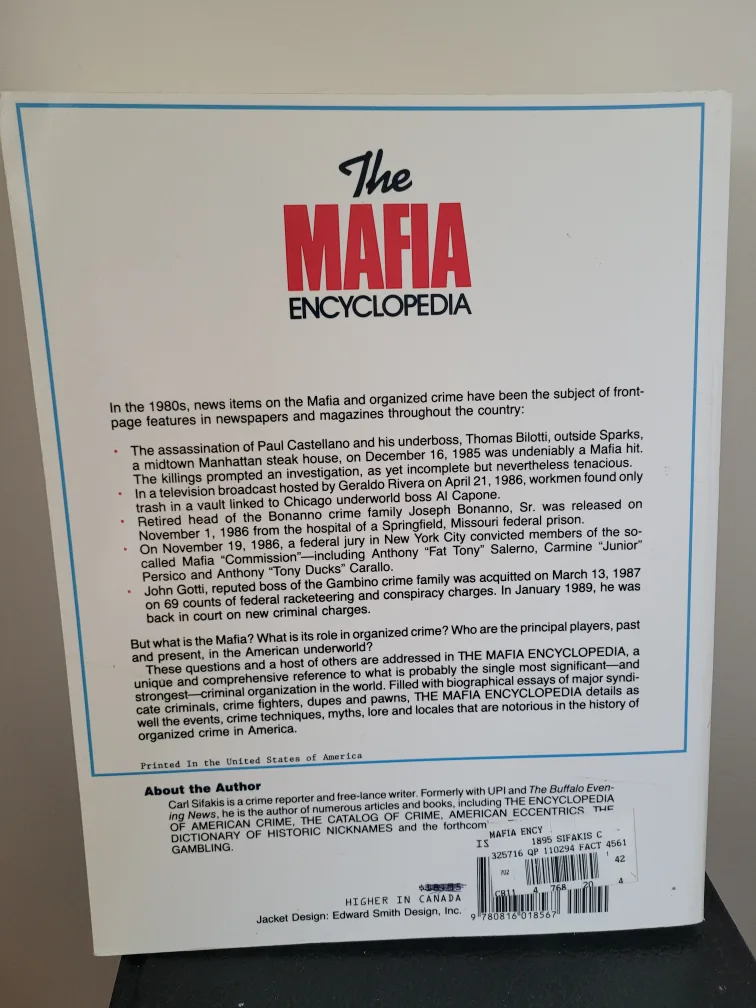 The
MAFIA
ENCYCLOPEDIA
In the 1980s, news items on the Mafia and organized crime have been the subject of front-
page features in newspapers and magazines throughout the country:
• The assassination of Paul Castellano and his underboss, Thomas Bilotti, outside Sparks,
a midtown Manhattan steak house, on December 16, 1985 was undeniably a Mafia hit.
The killings prompted an investigation, as yet incomplete but nevertheless tenacious.
• In a television broadcast hosted by Geraldo Rivera on April 21, 1986, workmen found only
trash in a vault linked to Chicago underworld boss Al Capone.
• Retired head of the Bonanno crime family Joseph Bonanno, Sr. was released on
November 1, 1986 from the hospital of a Springfield, Missouri federal prison.
• On November 19, 1986, a federal jury in New York City convicted members of the so-
called Mafia "Commission"—including Anthony "Fat Tony" Salerno, Carmine "Junior"
Persico and Anthony "Tony Ducks" Carallo.
• John Gotti, reputed boss of the Gambino crime family was acquitted on March 13, 1987
on 69 counts of federal racketeering and conspiracy charges. In January 1989, he was
back in court on new criminal charges.
But what is the Mafia? What is its role in organized crime? Who are the principal players, past
and present, in the American underworld?
These questions and a host of others are addressed in THE MAFIA ENCYCLOPEDIA, a
unique and comprehensive reference to what is probably the single most significant—and
strongest—criminal organization in the world. Filled with biographical essays of major syndi-
cate criminals, crime fighters, dupes and pawns, THE MAFIA ENCYCLOPEDIA details as
well the events, crime techniques, myths, lore and locales that are notorious in the history of
organized crime in America.
Printed In the United States of America
About the Author
Carl Sifakis is a crime reporter and free-lance writer. Formerly with UPI and The Buffalo Even-
ing News, he is the author of numerous articles and books, including THE ENCYCLOPEDIA
OF AMERICAN CRIME, THE CATALOG OF CRIME, AMERICAN ECCENTRICS, THE
DICTIONARY OF HISTORIC NICKNAMES and the forthcom
GAMBLING.
MAFIA ENCY
IS 1895 SIFAKIS C
325716 QP 110294 FACT 4561
702 42
CB11 4 768 20 4
HIGHER IN CANADA
Jacket Design: Edward Smith Design, Inc.
9 780816 018567